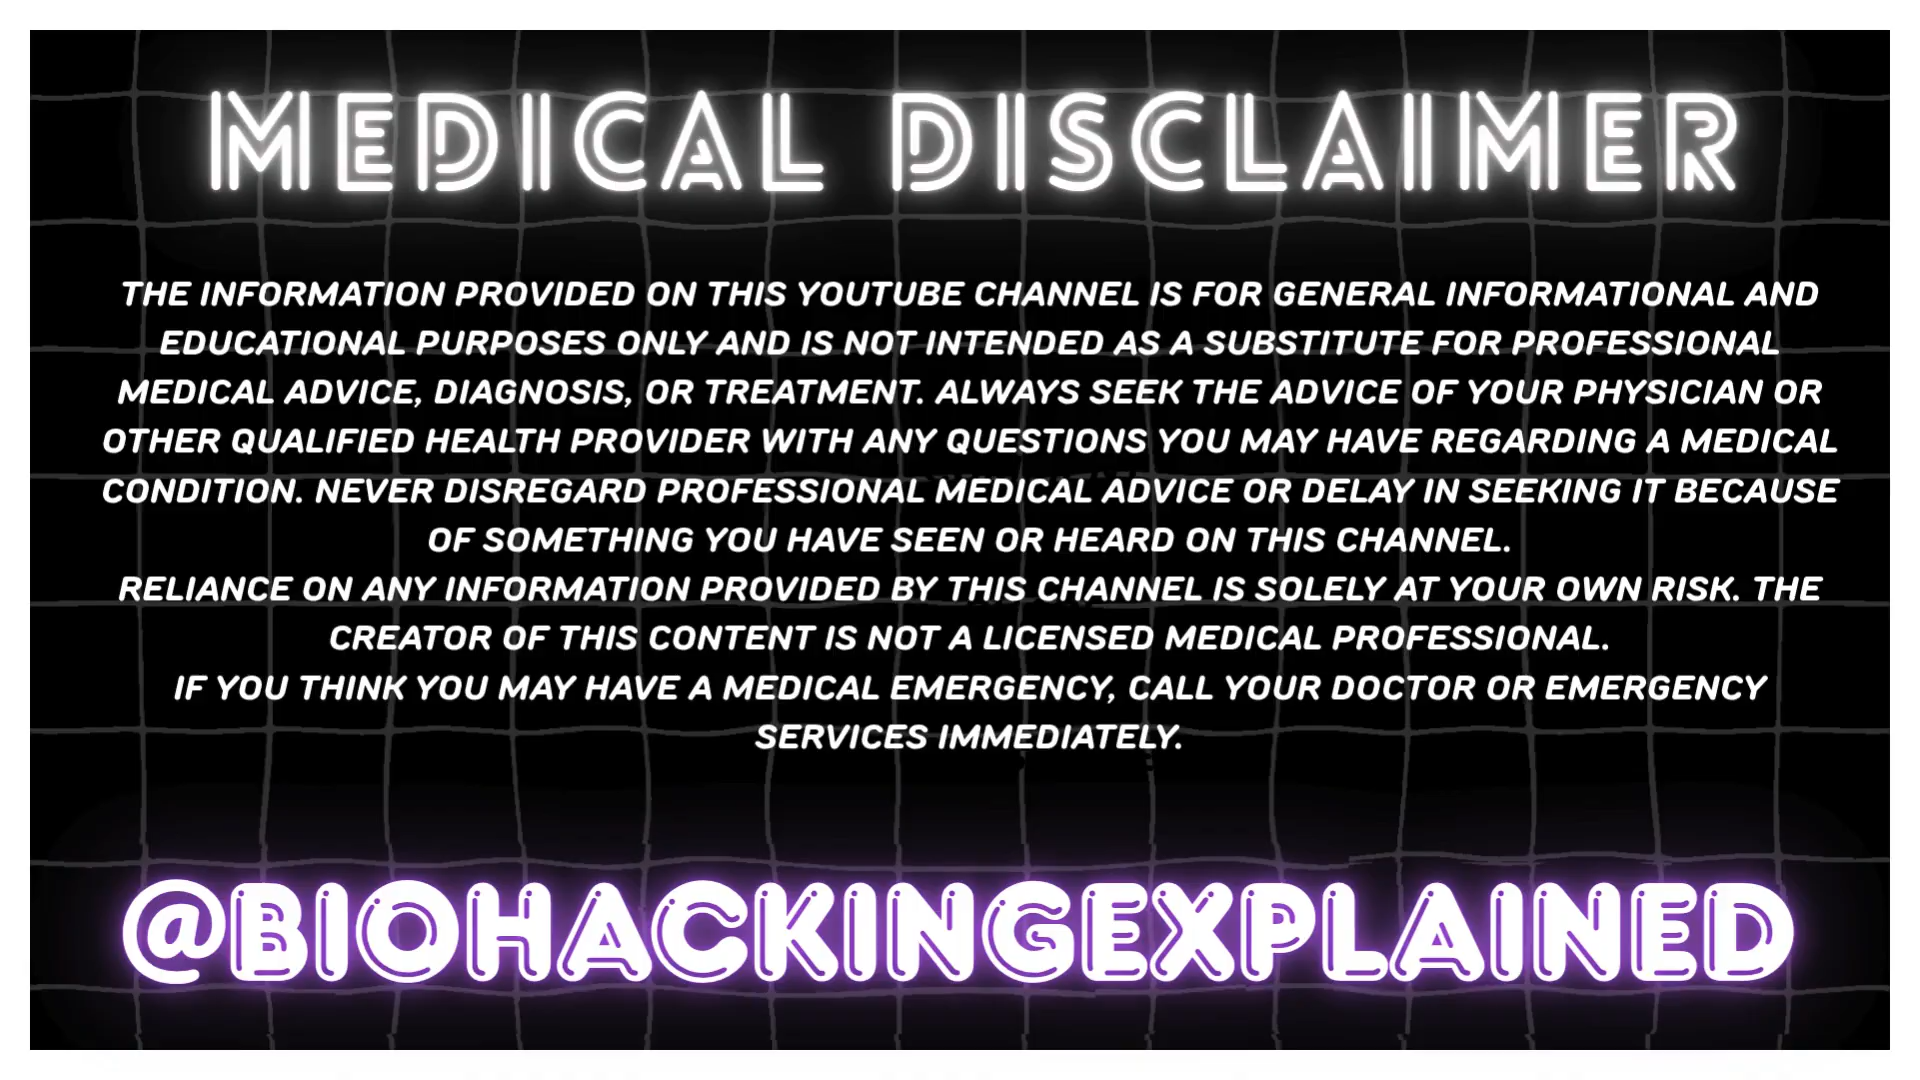 MEDICAL DISCLAIMER
THE INFORMATION PROVIDED ON THIS YOUTUBE CHANNEL IS FOR GENERAL INFORMATIONAL AND
EDUCATIONAL PURPOSES ONLY AND IS NOT INTENDED AS A SUBSTITUTE FOR PROFESSIONAL
MEDICAL ADVICE, DIAGNOSIS, OR TREATMENT. ALWAYS SEEK THE ADVICE OF YOUR PHYSICIAN OR
OTHER QUALIFIED HEALTH PROVIDER WITH ANY QUESTIONS YOU MAY HAVE REGARDING A MEDICAL
CONDITION. NEVER DISREGARD PROFESSIONAL MEDICAL ADVICE OR DELAY IN SEEKING IT BECAUSE
OF SOMETHING YOU HAVE SEEN OR HEARD ON THIS CHANNEL.
RELIANCE ON ANY INFORMATION PROVIDED BY THIS CHANNEL IS SOLELY AT YOUR OWN RISK. THE
CREATOR OF THIS CONTENT IS NOT A LICENSED MEDICAL PROFESSIONAL.
IF YOU THINK YOU MAY HAVE A MEDICAL EMERGENCY, CALL YOUR DOCTOR OR EMERGENCY
SERVICES IMMEDIATELY.
@BIOHACKINGEXPLAINED